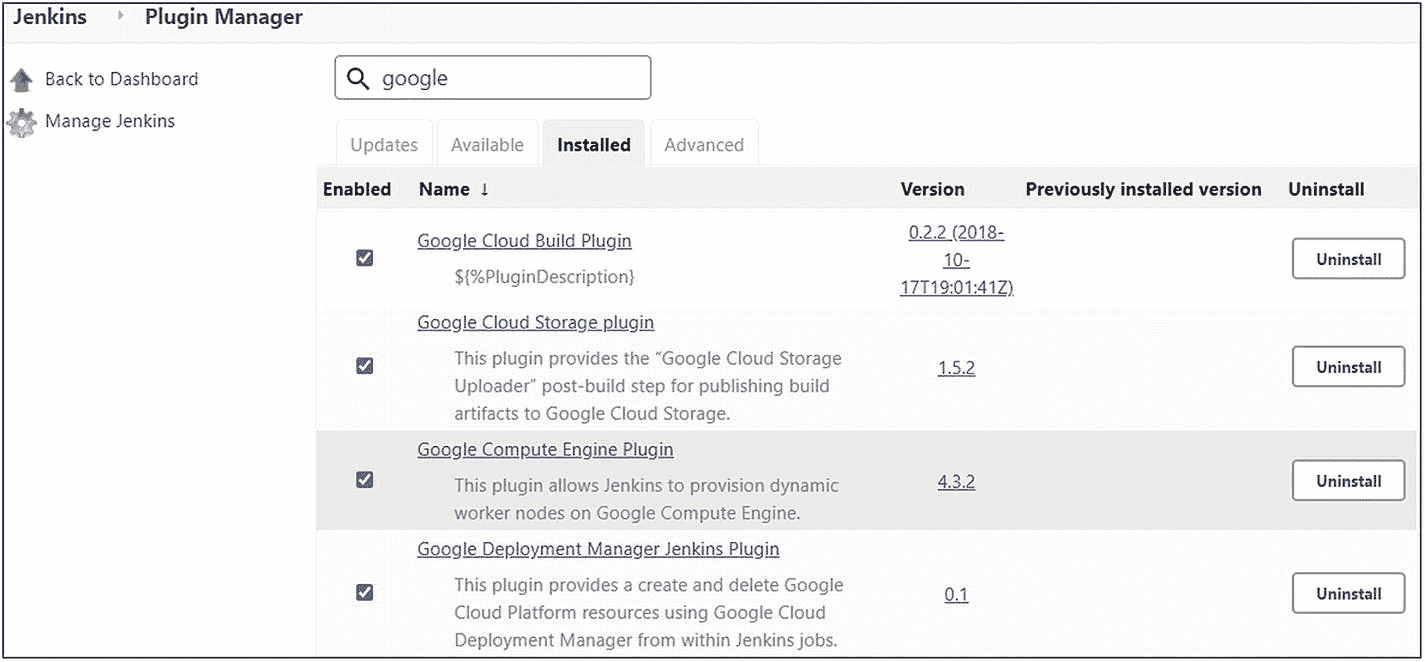 Jenkins Plugin Manager
Back to Dashboard
Manage Jenkins
google
Updates Available Installed Advanced
Enabled Name ↓ Version Previously installed version Uninstall
Google Cloud Build Plugin
${%PluginDescription}
0.2.2 (2018-
10-
17T19:01:41Z)
Uninstall
Google Cloud Storage plugin
This plugin provides the “Google Cloud Storage
Uploader” post-build step for publishing build
artifacts to Google Cloud Storage.
1.5.2
Uninstall
Google Compute Engine Plugin
This plugin allows Jenkins to provision dynamic
worker nodes on Google Compute Engine.
4.3.2
Uninstall
Google Deployment Manager Jenkins Plugin
This plugin provides a create and delete Google
Cloud Platform resources using Google Cloud
Deployment Manager from within Jenkins jobs.
0.1
Uninstall